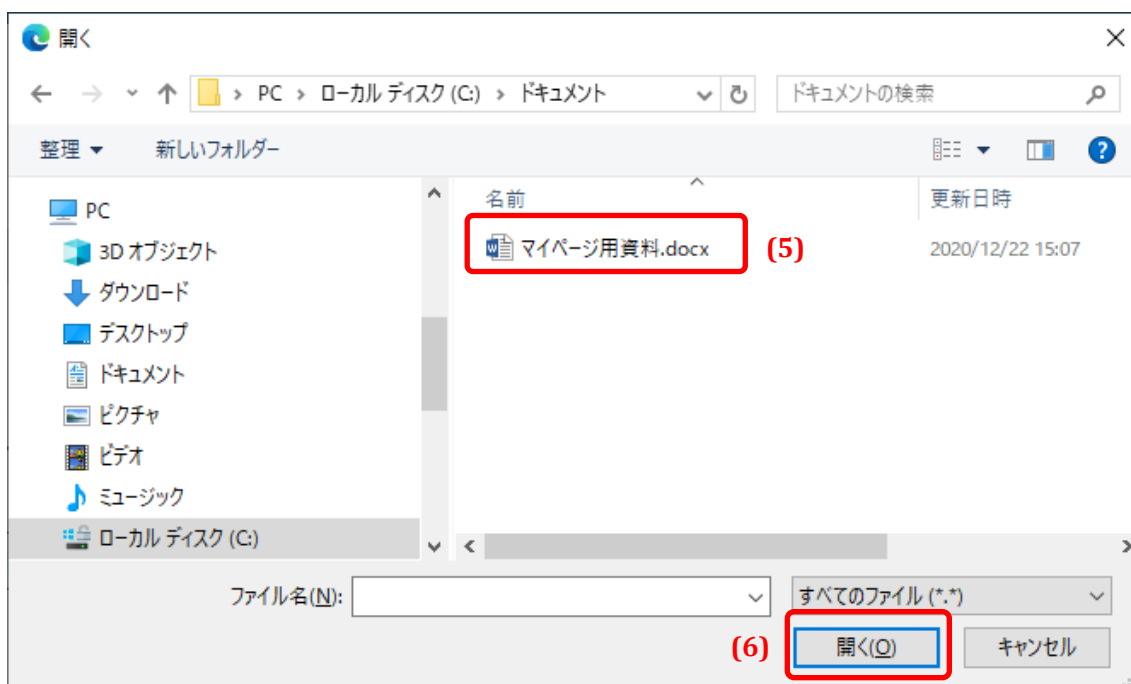 開く
PC › ローカル ディスク (C:) › ドキュメント
ドキュメントの検索
整理
新しいフォルダー
PC
3D オブジェクト
ダウンロード
デスクトップ
ドキュメント
ピクチャ
ビデオ
ミュージック
ローカル ディスク (C:)
名前
更新日時
マイページ用資料.docx
(5)
2020/12/22 15:07
ファイル名(N):
すべてのファイル (*.*)
(6)
開く(O)
キャンセル